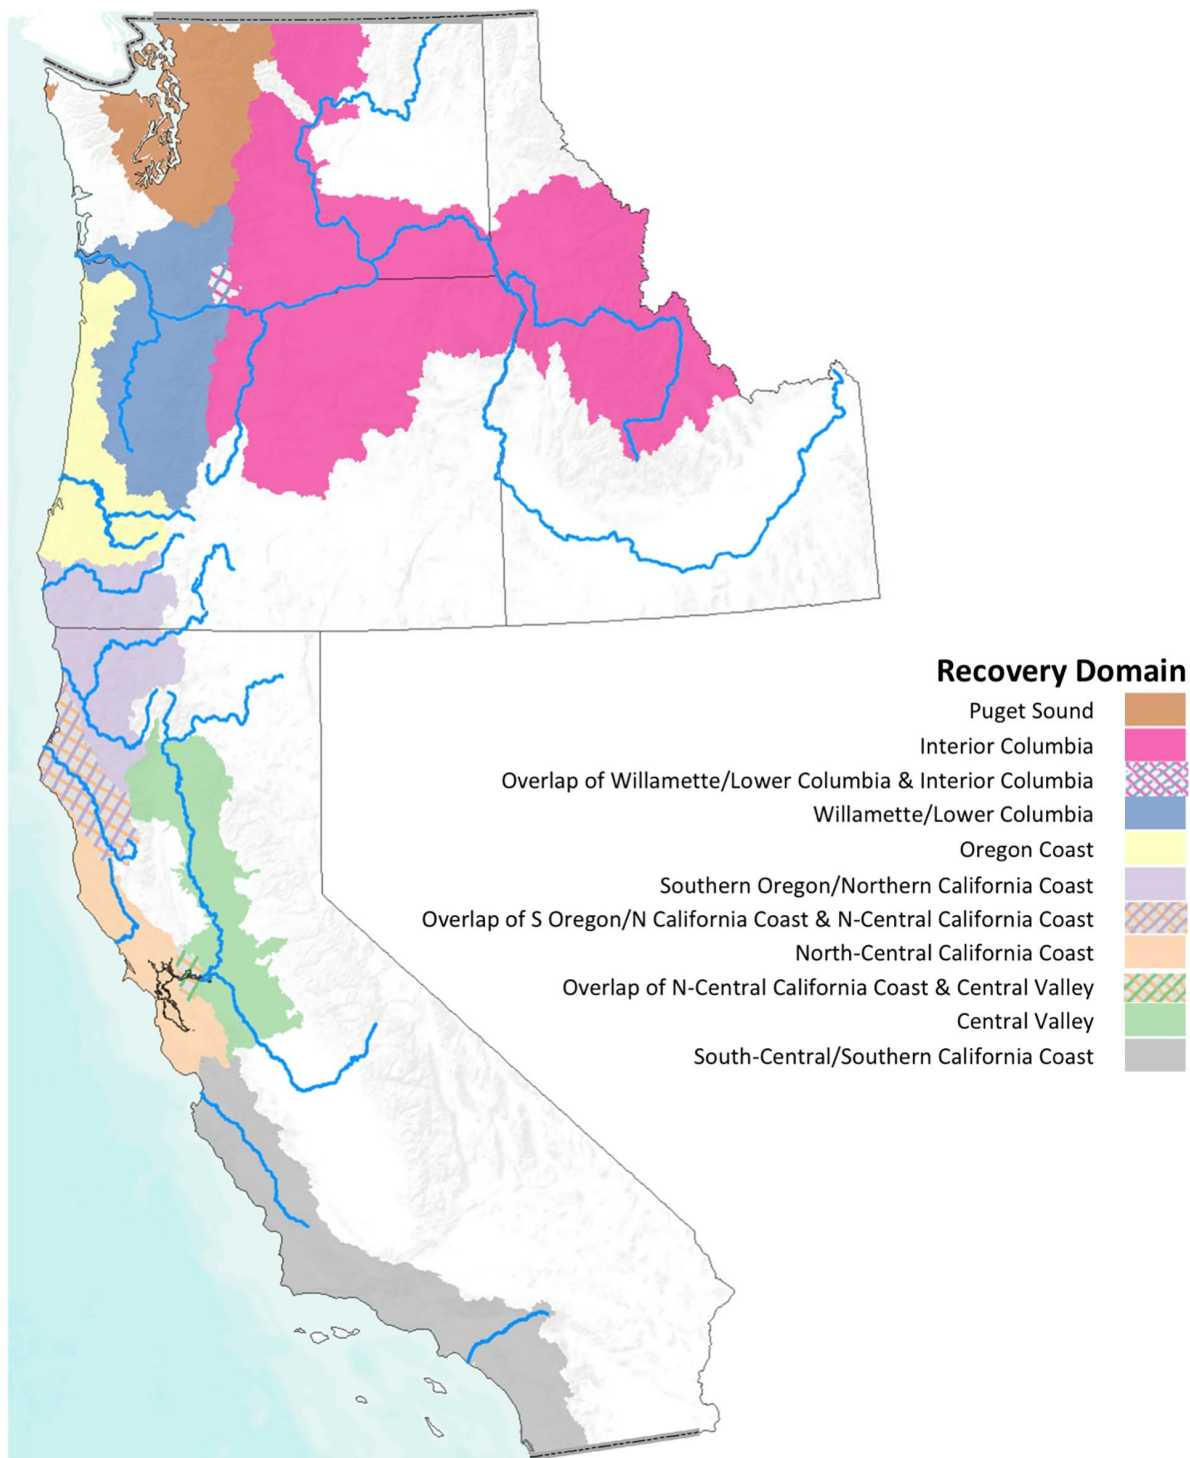 Recovery Domain
Puget Sound
Interior Columbia
Overlap of Willamette/Lower Columbia & Interior Columbia
Willamette/Lower Columbia
Oregon Coast
Southern Oregon/Northern California Coast
Overlap of S Oregon/N California Coast & N-Central California Coast
North-Central California Coast
Overlap of N-Central California Coast & Central Valley
Central Valley
South-Central/Southern California Coast